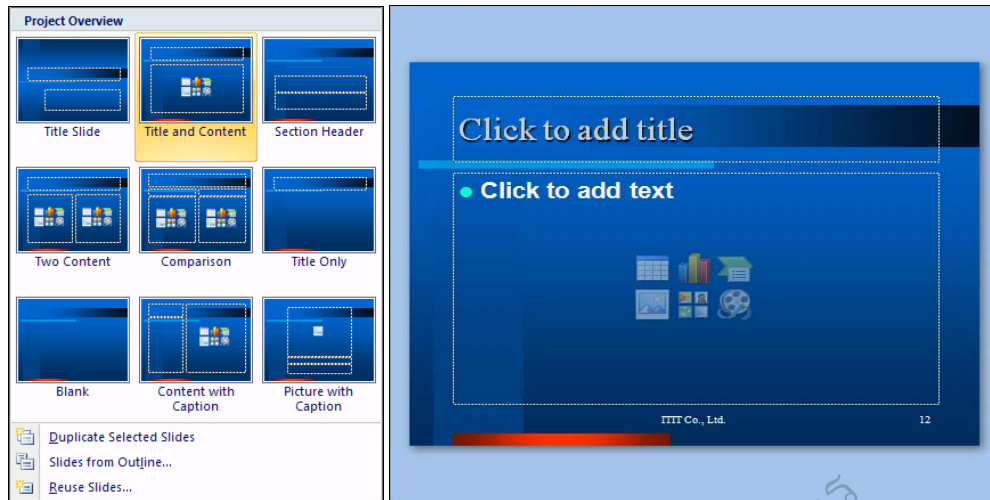 Project Overview
Title Slide
Title and Content
Section Header
Two Content
Comparison
Title Only
Blank
Content with
Caption
Picture with
Caption
Duplicate Selected Slides
Slides from Outline...
Reuse Slides...
Click to add title
Click to add text
ITIT Co., Ltd.
12